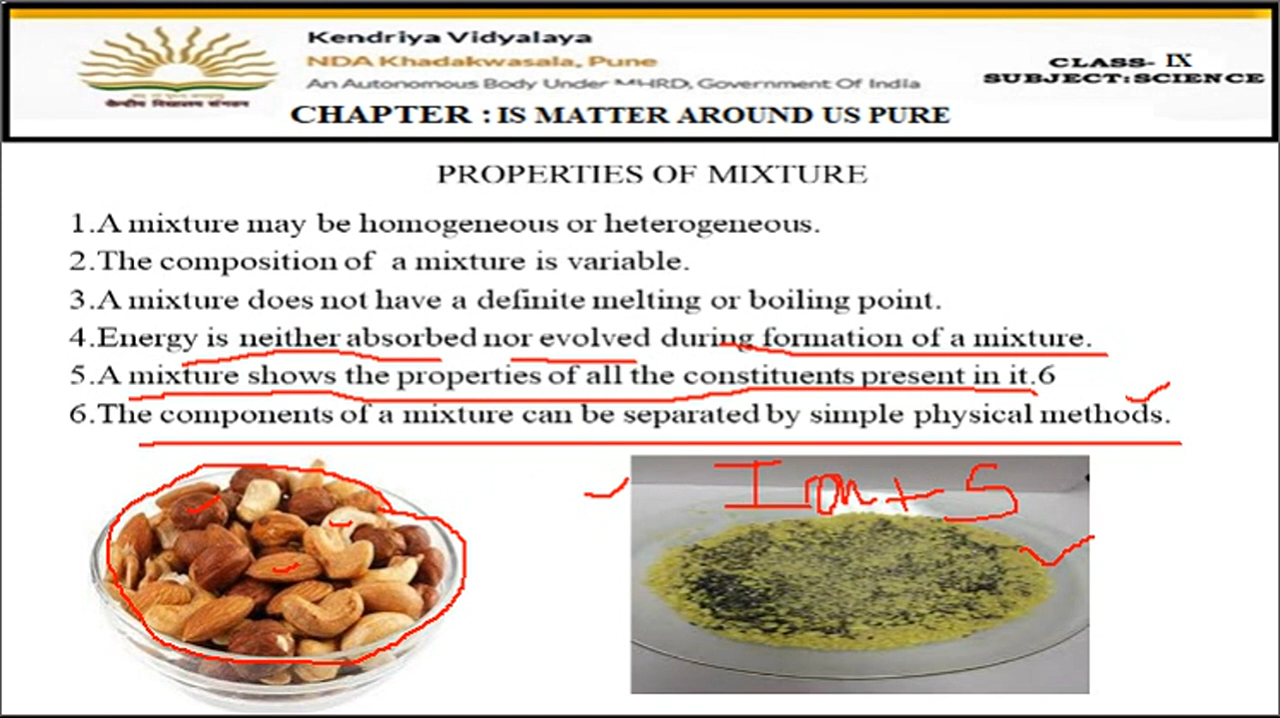 Kendriya Vidyalaya
NDA Khadakwasala, Pune
An Autonomous Body Under MHRD, Government Of India
CLASS- IX
SUBJECT:SCIENCE
केन्द्रीय विद्यालय संगठन
CHAPTER : IS MATTER AROUND US PURE
PROPERTIES OF MIXTURE
1.A mixture may be homogeneous or heterogeneous.
2.The composition of a mixture is variable.
3.A mixture does not have a definite melting or boiling point.
4.Energy is neither absorbed nor evolved during formation of a mixture.
5.A mixture shows the properties of all the constituents present in it.6
6.The components of a mixture can be separated by simple physical methods.
Iron + S